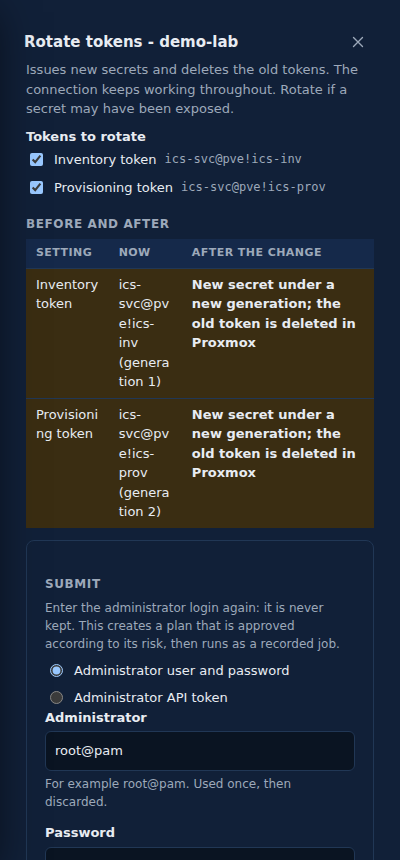 Rotate tokens - demo-lab
Issues new secrets and deletes the old tokens. The
connection keeps working throughout. Rotate if a
secret may have been exposed.
Tokens to rotate
Inventory token ics-svc@pve!ics-inv
Provisioning token ics-svc@pve!ics-prov
BEFORE AND AFTER
SETTING NOW AFTER THE CHANGE
Inventory
token
ics-
svc@pv
e!ics-
inv
(genera
tion 1)
New secret under a
new generation; the
old token is deleted in
Proxmox
Provisioni
ng token
ics-
svc@pv
e!ics-
prov
(genera
tion 2)
New secret under a
new generation; the
old token is deleted in
Proxmox
SUBMIT
Enter the administrator login again: it is never
kept. This creates a plan that is approved
according to its risk, then runs as a recorded job.
Administrator user and password
Administrator API token
Administrator
root@pam
For example root@pam. Used once, then
discarded.
Password